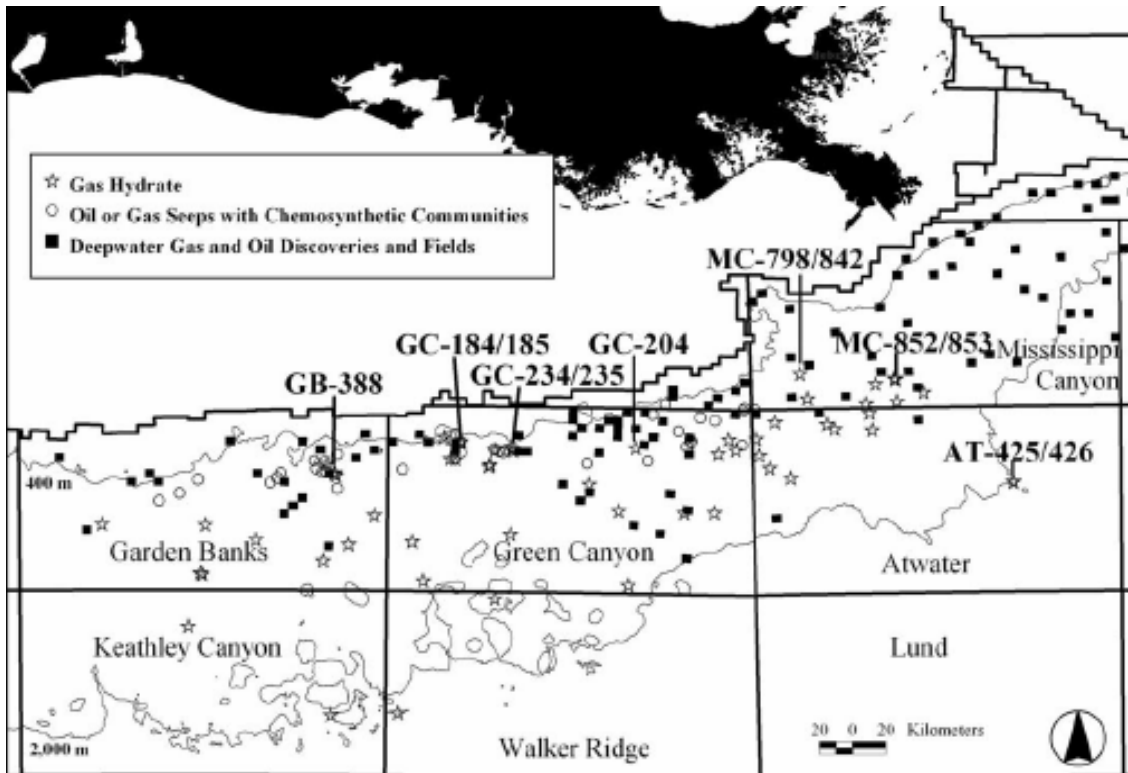 Gas Hydrate
Oil or Gas Seeps with Chemosynthetic Communities
Deepwater Gas and Oil Discoveries and Fields
MC-798/842
GC-184/185
GC-204
MC-852/853
Mississippi
Canyon
GC-234/235
GB-388
AT-425/426
400 m
Garden Banks
Green Canyon
Atwater
Keathley Canyon
Lund
20 0 20 Kilometers
2,000 m
Walker Ridge